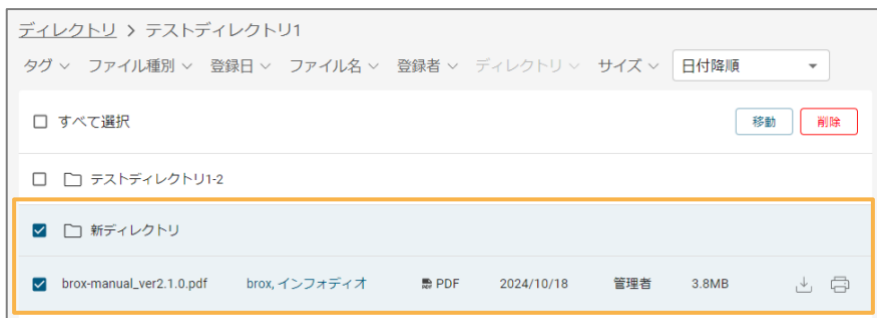 ディレクトリ > テストディレクトリ1
タグ ファイル種別 登録日 ファイル名 登録者 ディレクトリ サイズ 日付降順
すべて選択 移動 削除
テストディレクトリ1-2
新ディレクトリ
brox-manual_ver2.1.0.pdf brox, インフォディオ PDF 2024/10/18 管理者 3.8MB